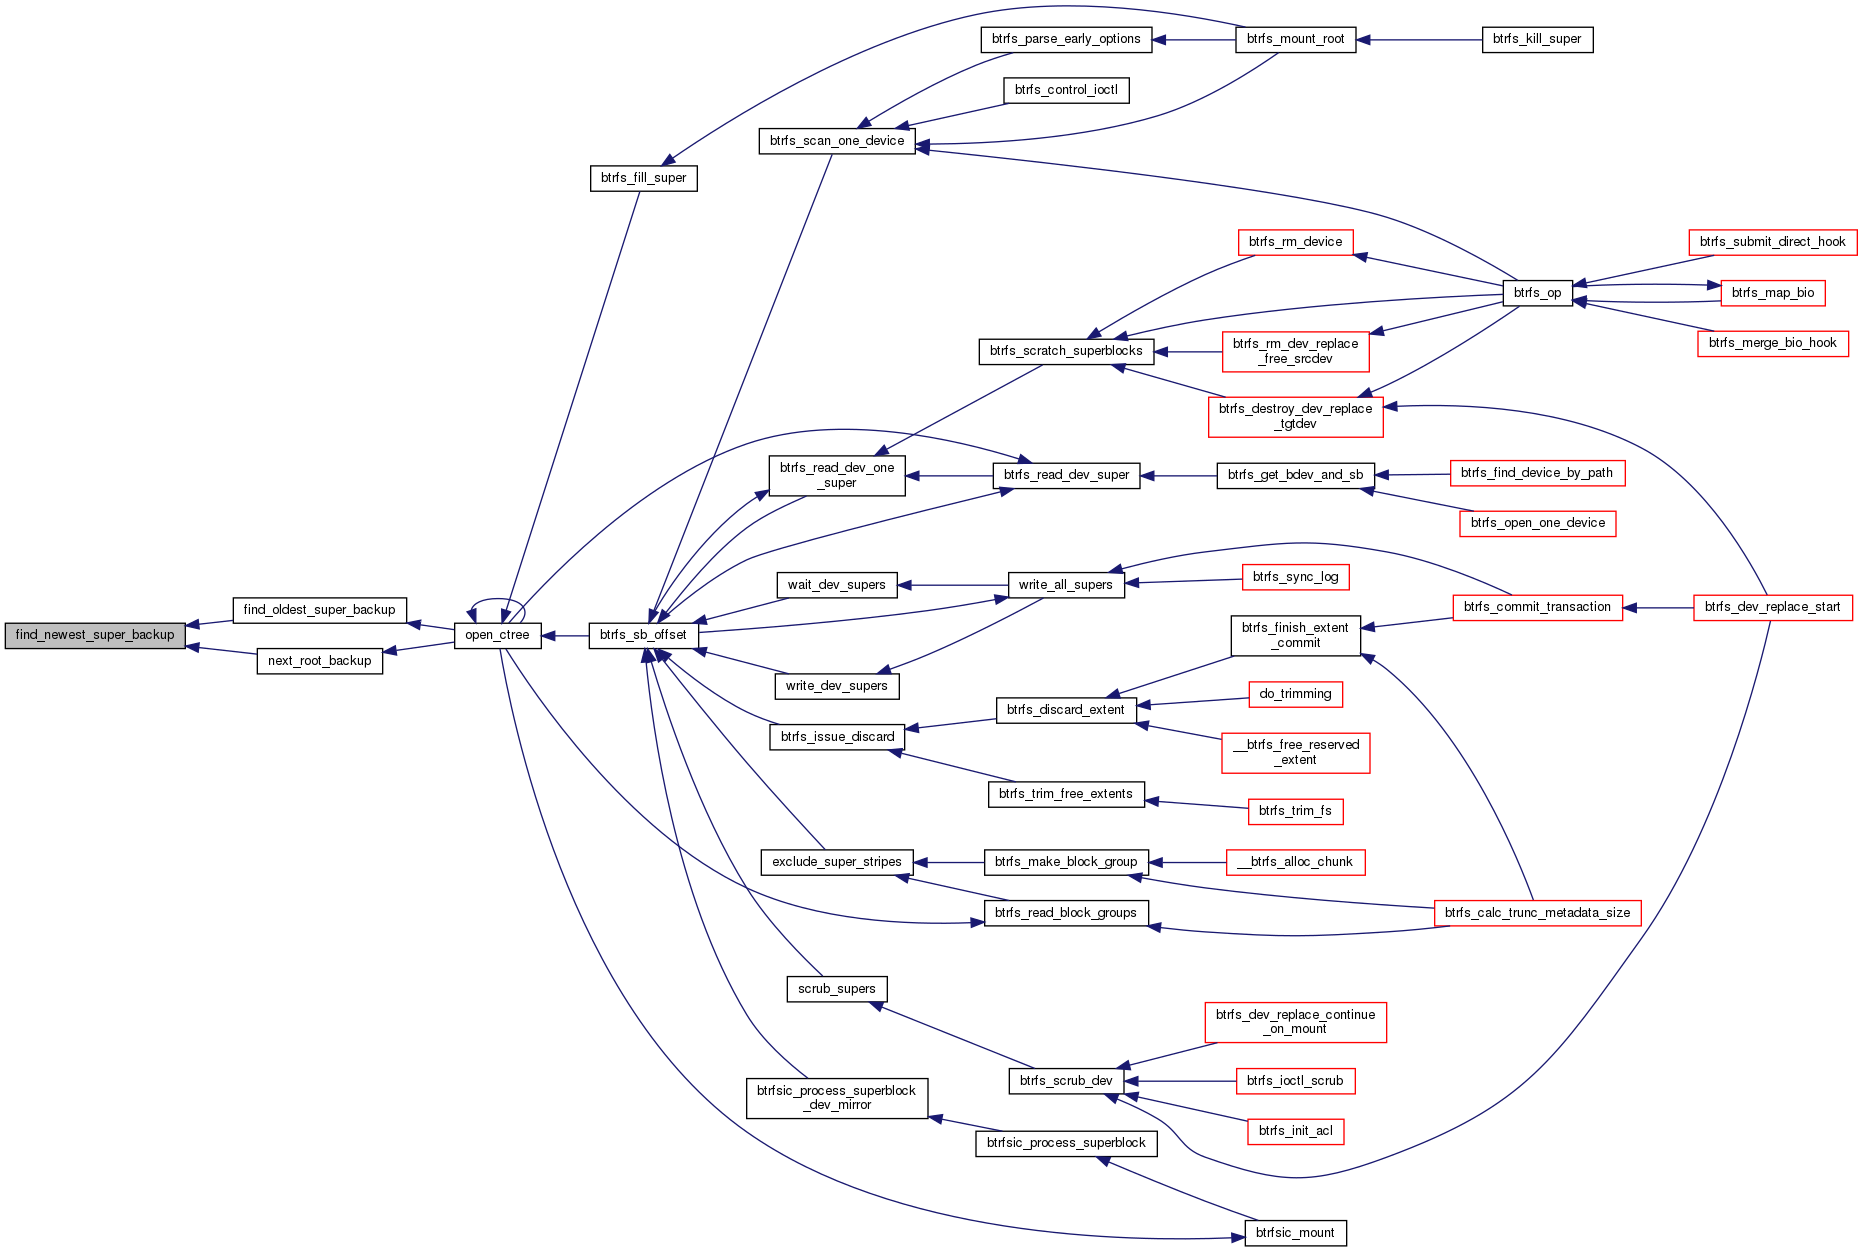 btrfs_parse_early_options
btrfs_mount_root
btrfs_kill_super
btrfs_control_ioctl
btrfs_scan_one_device
btrfs_fill_super
btrfs_rm_device
btrfs_submit_direct_hook
btrfs_op
btrfs_map_bio
btrfs_scratch_superblocks
btrfs_rm_dev_replace
_free_srcdev
btrfs_merge_bio_hook
btrfs_destroy_dev_replace
_tgtdev
btrfs_read_dev_one
_super
btrfs_read_dev_super
btrfs_get_bdev_and_sb
btrfs_find_device_by_path
btrfs_open_one_device
wait_dev_supers
write_all_supers
btrfs_sync_log
find_oldest_super_backup
btrfs_commit_transaction
btrfs_dev_replace_start
find_newest_super_backup
open_ctree
btrfs_sb_offset
btrfs_finish_extent
_commit
next_root_backup
write_dev_supers
do_trimming
btrfs_discard_extent
btrfs_issue_discard
__btrfs_free_reserved
_extent
btrfs_trim_free_extents
btrfs_trim_fs
exclude_super_stripes
btrfs_make_block_group
__btrfs_alloc_chunk
btrfs_read_block_groups
btrfs_calc_trunc_metadata_size
scrub_supers
btrfs_dev_replace_continue
_on_mount
btrfs_scrub_dev
btrfs_ioctl_scrub
btrfsic_process_superblock
_dev_mirror
btrfs_init_acl
btrfsic_process_superblock
btrfsic_mount